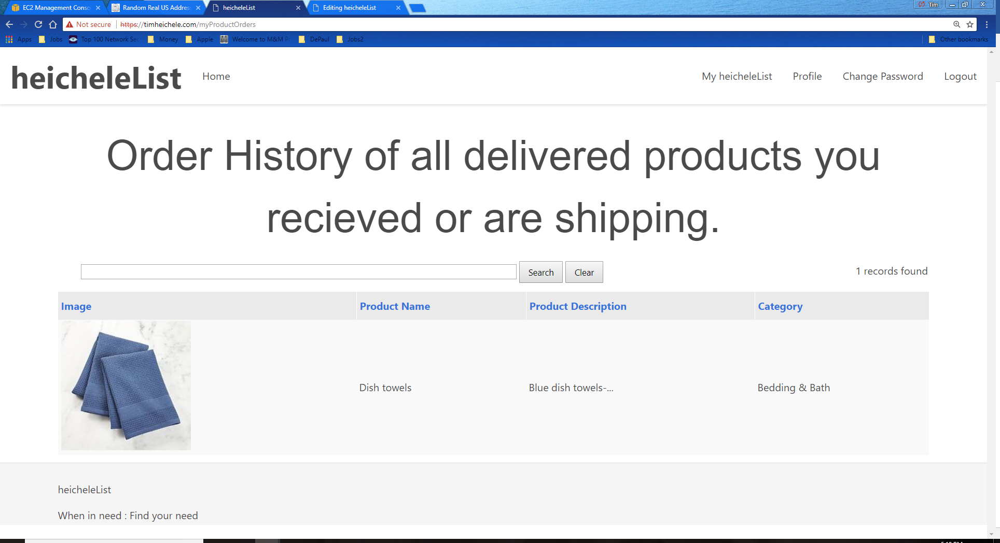 EC2 Management Conso
Random Real US Address
heicheleList
Editing heicheleList
Tim
Not secure
https://timheichele.com/myProductOrders
Apps
Jobs
Top 100 Network Sec
Money
Apple
Welcome to M&M P
DePaul
Jobs2
Other bookmarks
heicheleList
Home
My heicheleList
Profile
Change Password
Logout
Order History of all delivered products you
recieved or are shipping.
Search
Clear
1 records found
Image
Product Name
Product Description
Category
Dish towels
Blue dish towels-...
Bedding & Bath
heicheleList
When in need : Find your need